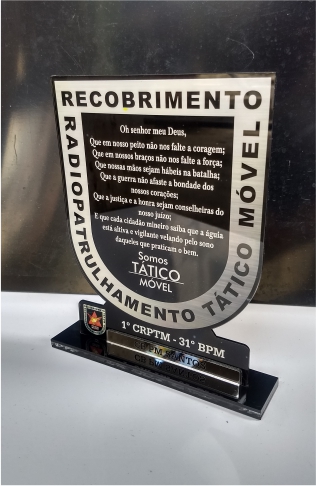 RECOBRIMENTO
RADIOPATRULHAMENTO TÁTICO MÓVEL
Oh senhor meu Deus,
Que em nosso peito não nos falte a coragem;
Que em nossos braços não nos falte a força;
Que nossas mãos sejam hábeis na batalha;
Que a guerra não afaste a bondade dos
nossos corações;
Que a justiça e a honra sejam conselheiras do
nosso juízo;
E que cada cidadão mineiro saiba que a águia
está altiva e vigilante velando pelo sono
daqueles que praticam o bem.
Somos
TÁTICO
MÓVEL
1º CRPTM - 31º BPM